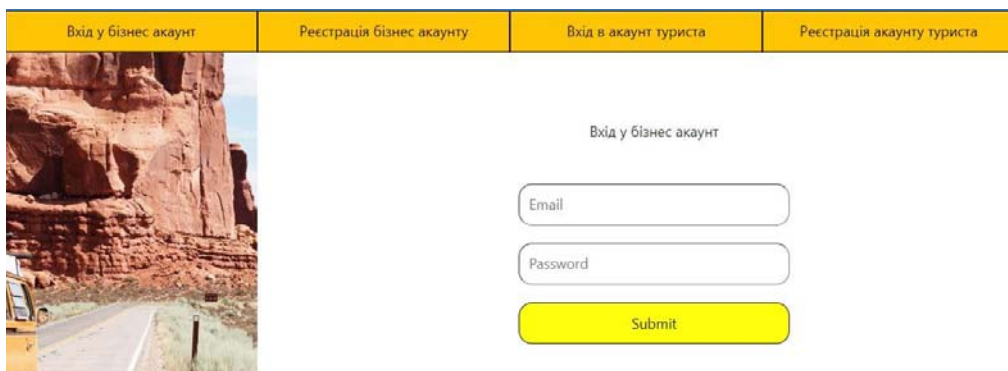 Вхід у бізнес акаунт
Реєстрація бізнес акаунту
Вхід в акаунт туриста
Реєстрація акаунту туриста
Вхід у бізнес акаунт
Email
Password
Submit